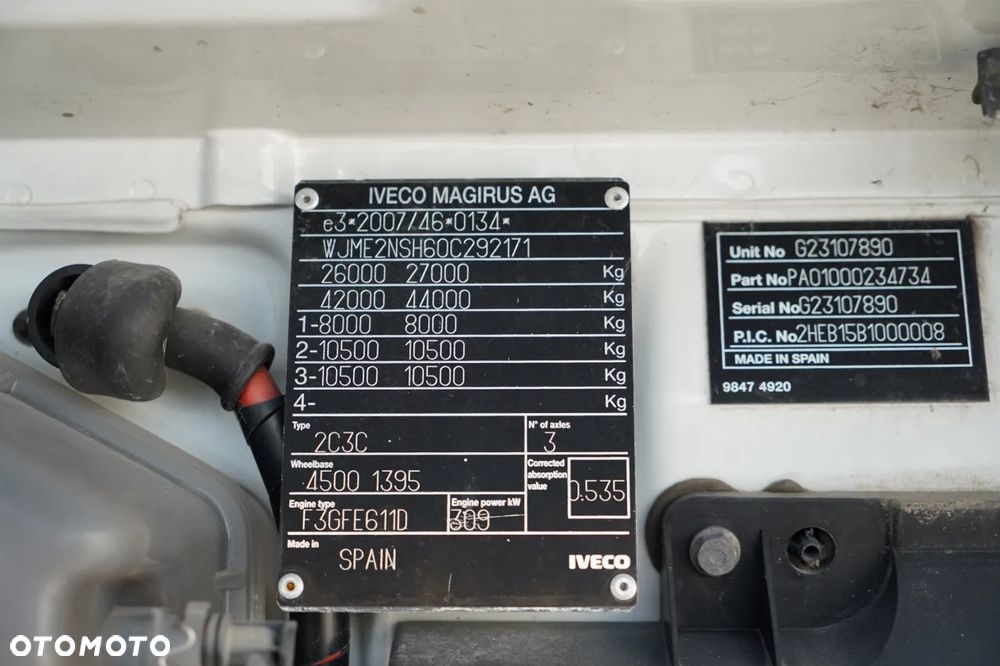 IVECO MAGIRUS AG
e3*2007/46*0134*
WJME2NSH60C292171
26000 27000 Kg
42000 44000 Kg
1-8000 8000 Kg
2-10500 10500 Kg
3-10500 10500 Kg
4- Kg
Type N° of axles
2C3C 3
Wheelbase Corrected absorption value
4500 1395 0.535
Engine type Engine power kW
F3GFE611D 309
Made in
SPAIN IVECO
Unit No G23107890
Part No PA01000234734
Serial No G23107890
P.I.C. No 2HEB15B1000008
MADE IN SPAIN
9847 4920
OTOMOTO